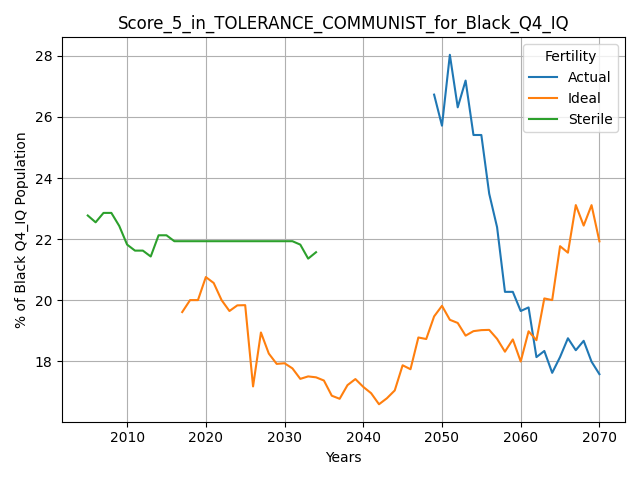 Score_5_in_TOLERANCE_COMMUNIST_for_Black_Q4_IQ
% of Black Q4_IQ Population
28
26
24
22
20
18
Fertility
Actual
Ideal
Sterile
2010 2020 2030 2040 2050 2060 2070
Years